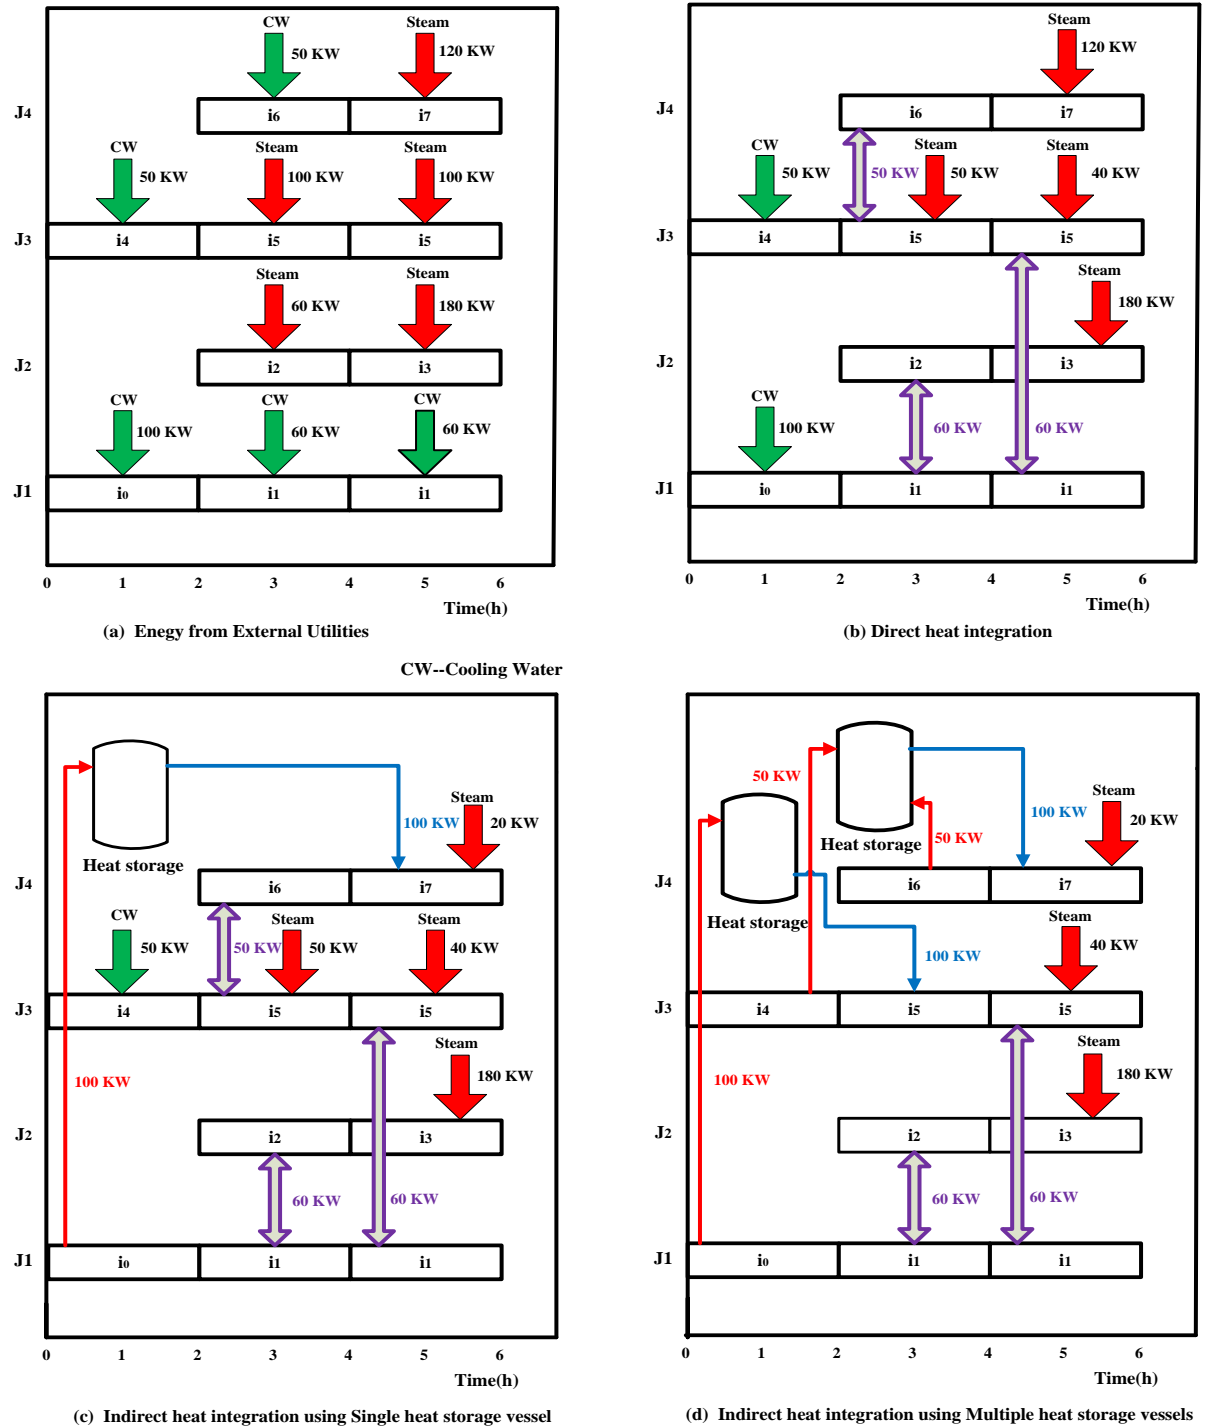 CW
Steam
50 KW
120 KW
J4
i6
i7
CW
Steam
Steam
50 KW
100 KW
100 KW
J3
i4
i5
i5
Steam
Steam
60 KW
180 KW
J2
i2
i3
CW
CW
CW
100 KW
60 KW
60 KW
J1
i0
i1
i1
0 1 2 3 4 5 6
Time(h)
(a) Enegy from External Utilities
Steam
120 KW
J4
i6
i7
CW
Steam
Steam
50 KW
50 KW
50 KW
40 KW
J3
i4
i5
i5
Steam
180 KW
J2
i2
i3
CW
100 KW
60 KW
60 KW
J1
i0
i1
i1
0 1 2 3 4 5 6
Time(h)
(b) Direct heat integration
CW--Cooling Water
Steam
100 KW
20 KW
Heat storage
J4
i6
i7
CW
Steam
Steam
50 KW
50 KW
50 KW
40 KW
J3
i4
i5
i5
Steam
100 KW
180 KW
J2
i2
i3
60 KW
60 KW
J1
i0
i1
i1
0 1 2 3 4 5 6
Time(h)
(c) Indirect heat integration using Single heat storage vessel
50 KW
Steam
100 KW
20 KW
50 KW
Heat storage
J4
i6
i7
Heat storage
Steam
100 KW
40 KW
J3
i4
i5
i5
Steam
100 KW
180 KW
J2
i2
i3
60 KW
60 KW
J1
i0
i1
i1
0 1 2 3 4 5 6
Time(h)
(d) Indirect heat integration using Multiple heat storage vessels